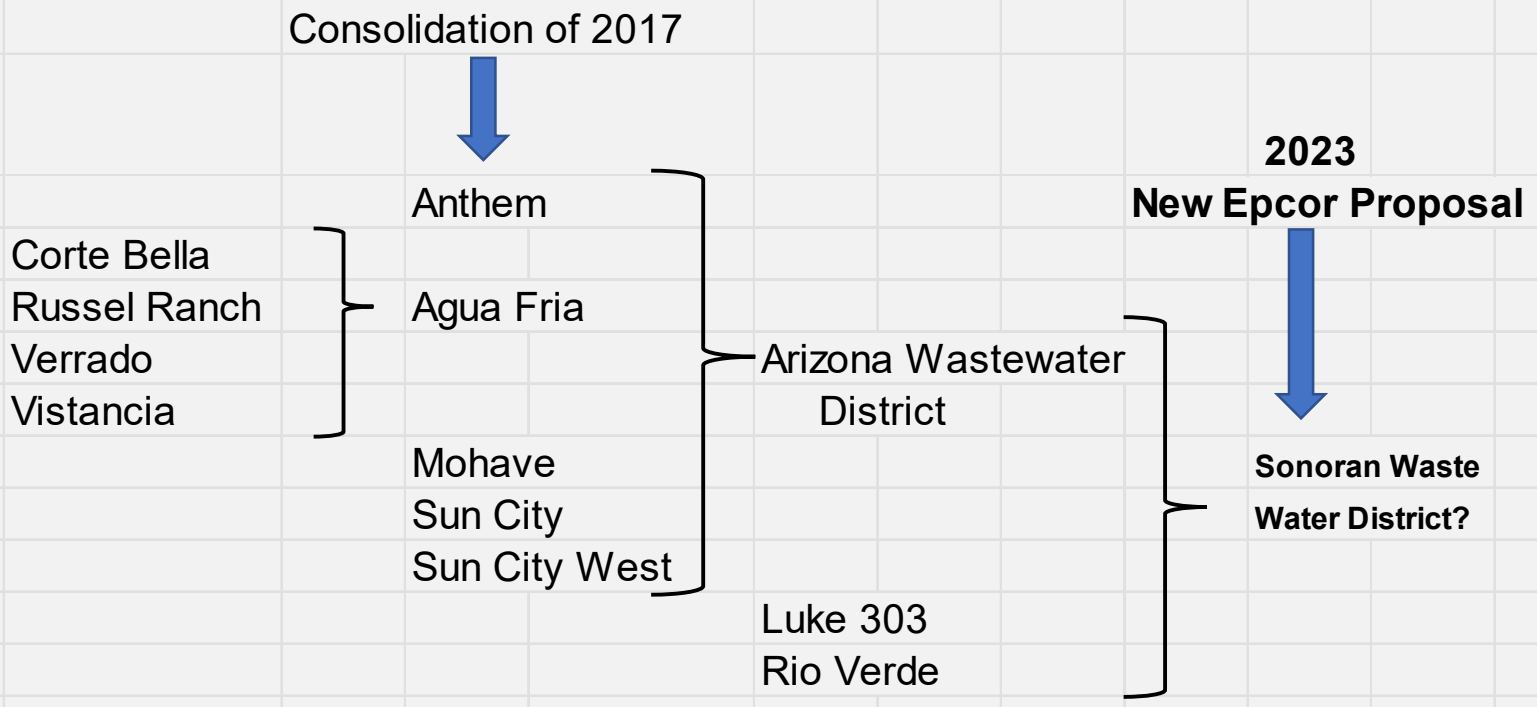 Consolidation of 2017
2023
New Epcor Proposal
Anthem
Corte Bella
Russel Ranch
Agua Fria
Verrado
Vistancia
Arizona Wastewater
District
Mohave
Sun City
Sun City West
Sonoran Waste
Water District?
Luke 303
Rio Verde